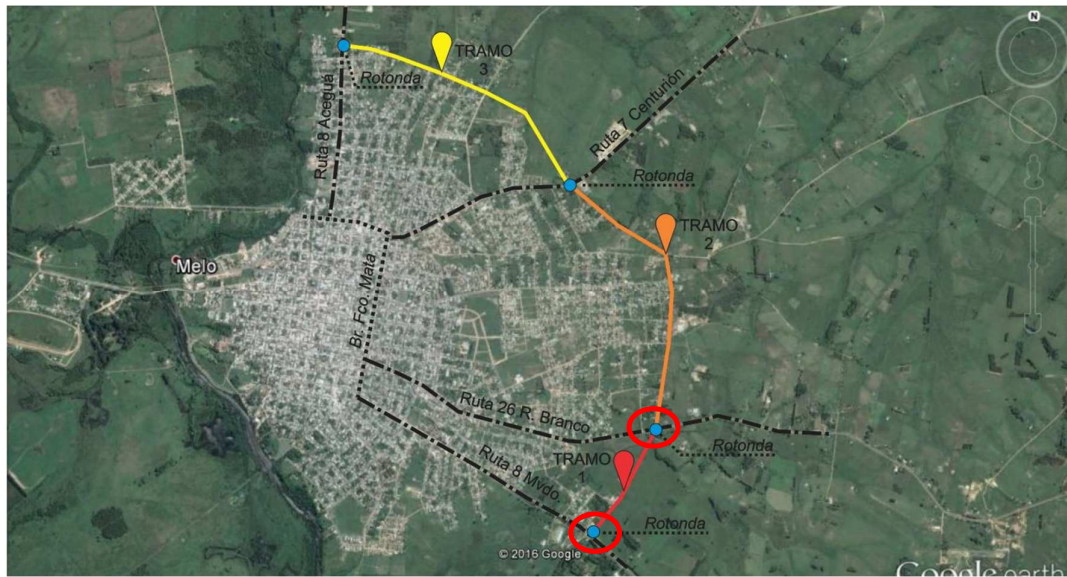 N
TRAMO
3
Rotonda
Ruta 8 Acegua
Ruta 7 Centurión
Rotonda
TRAMO
2
Melo
Br. Fco. Mata
Ruta 26 R. Branco
Rotonda
TRAMO
1
Ruta 8 Mvdo.
Rotonda
© 2016 Google
Google earth